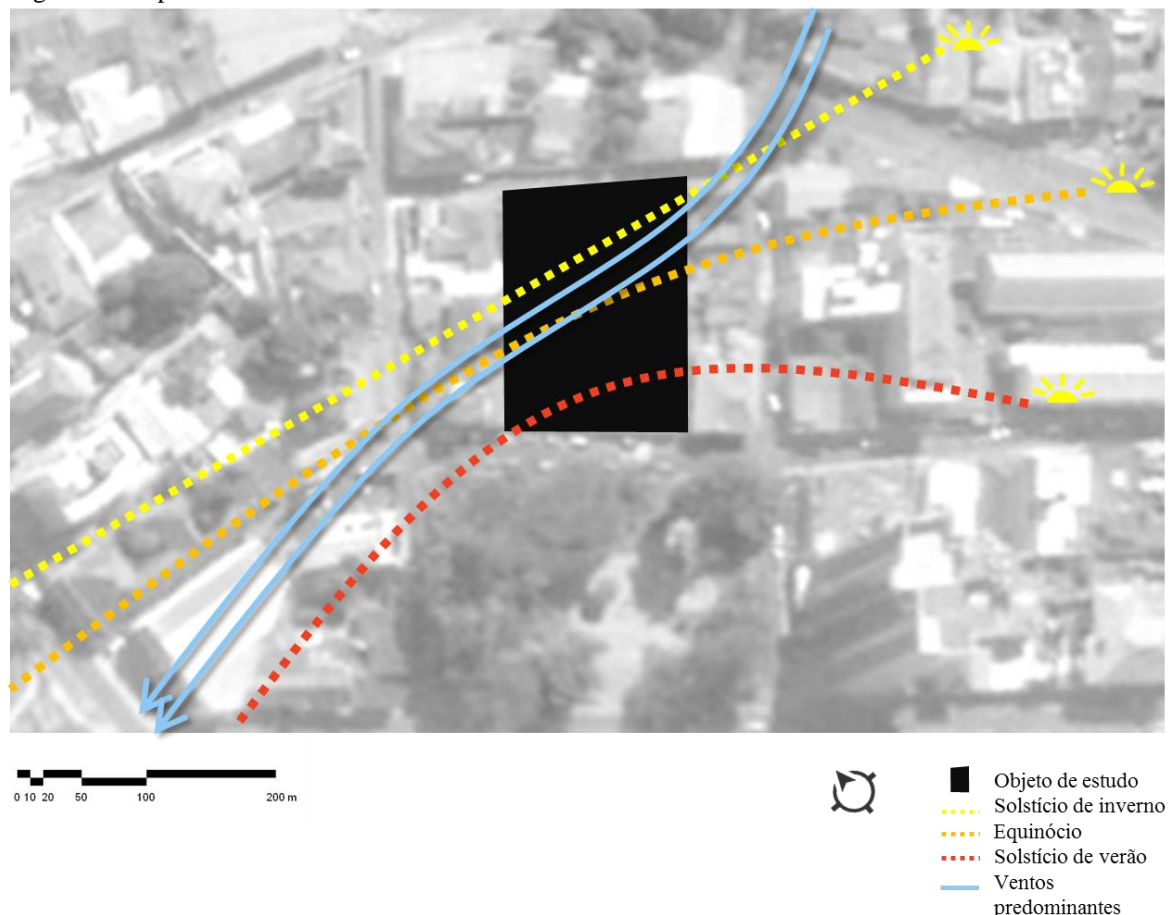 0 10 20 50 100 200 m
Objeto de estudo
Solstício de inverno
Equinócio
Solstício de verão
Ventos
predominantes